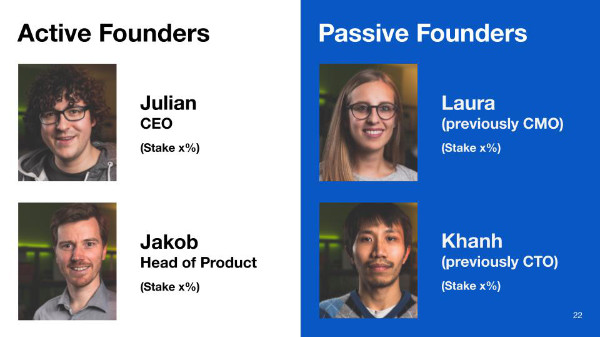 Active Founders
Julian
CEO
(Stake x%)
Jakob
Head of Product
(Stake x%)
Passive Founders
Laura
(previously CMO)
(Stake x%)
Khanh
(previously CTO)
(Stake x%)
22